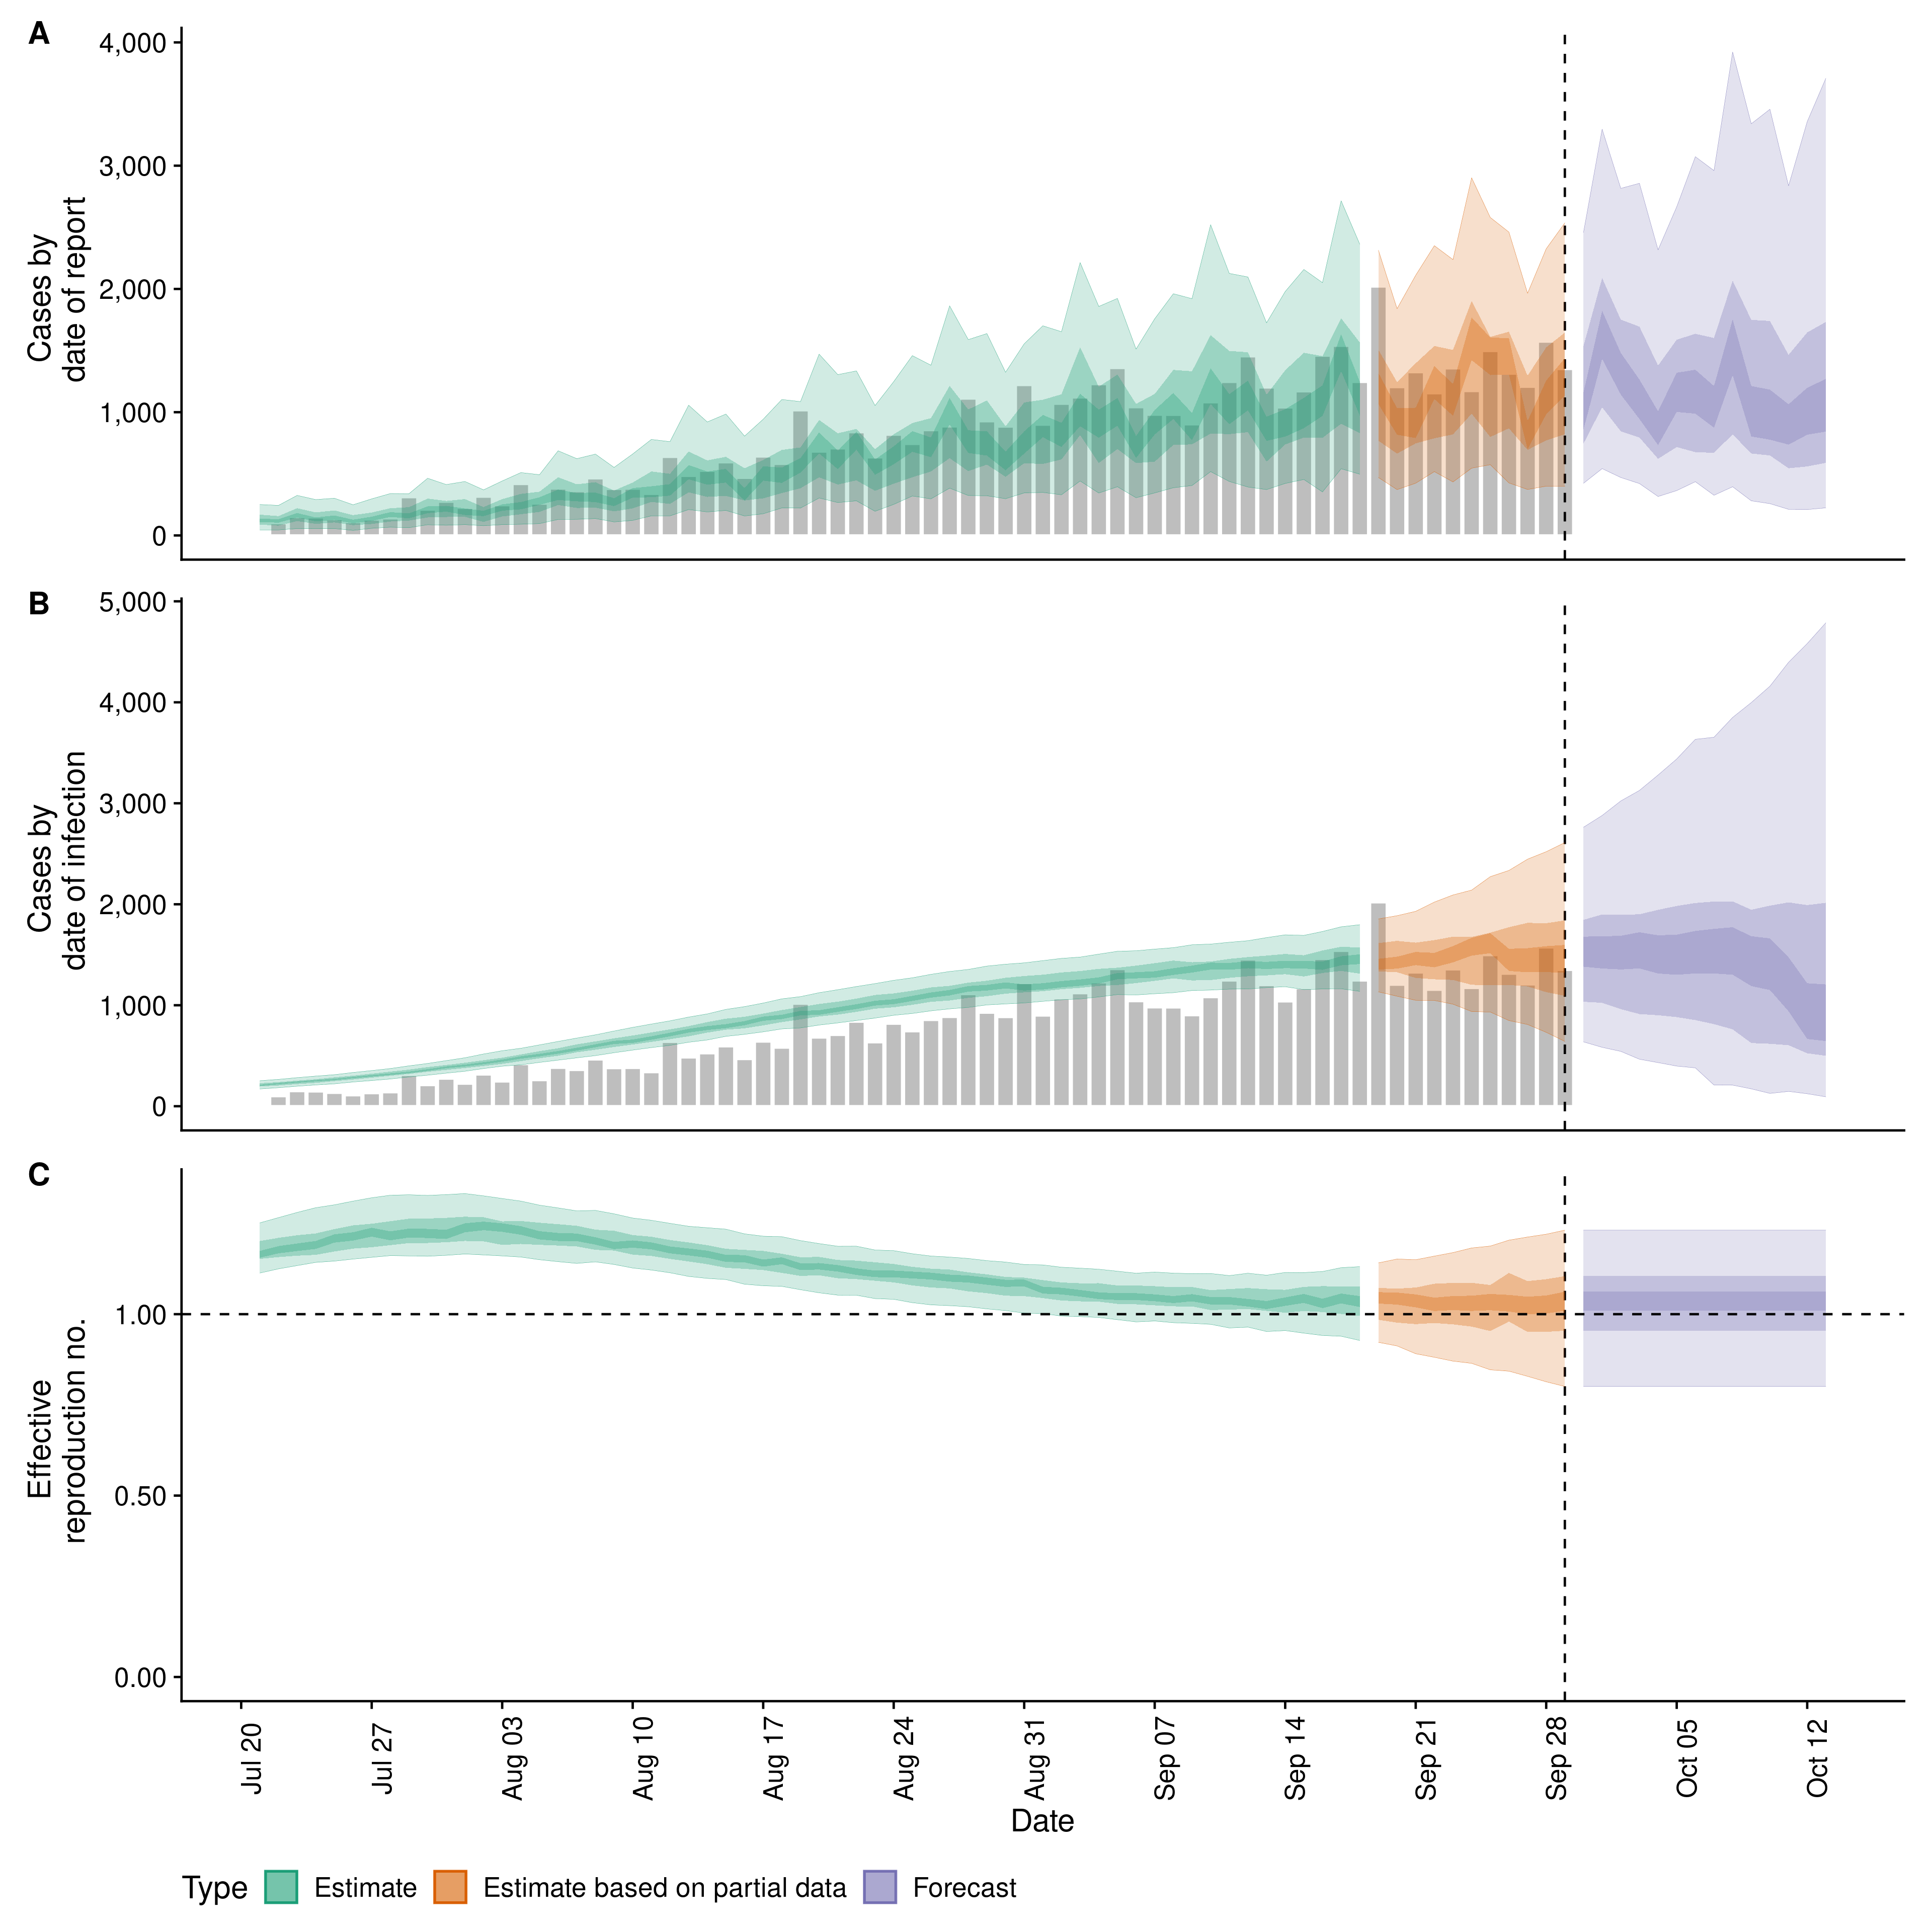 A
4,000
3,000
2,000
1,000
0
Cases by
date of report
B
5,000
4,000
3,000
2,000
1,000
0
Cases by
date of infection
C
1.00
0.50
0.00
Effective
reproduction no.
Jul 20
Jul 27
Aug 03
Aug 10
Aug 17
Aug 24
Aug 31
Sep 07
Sep 14
Sep 21
Sep 28
Oct 05
Oct 12
Date
Type
Estimate
Estimate based on partial data
Forecast